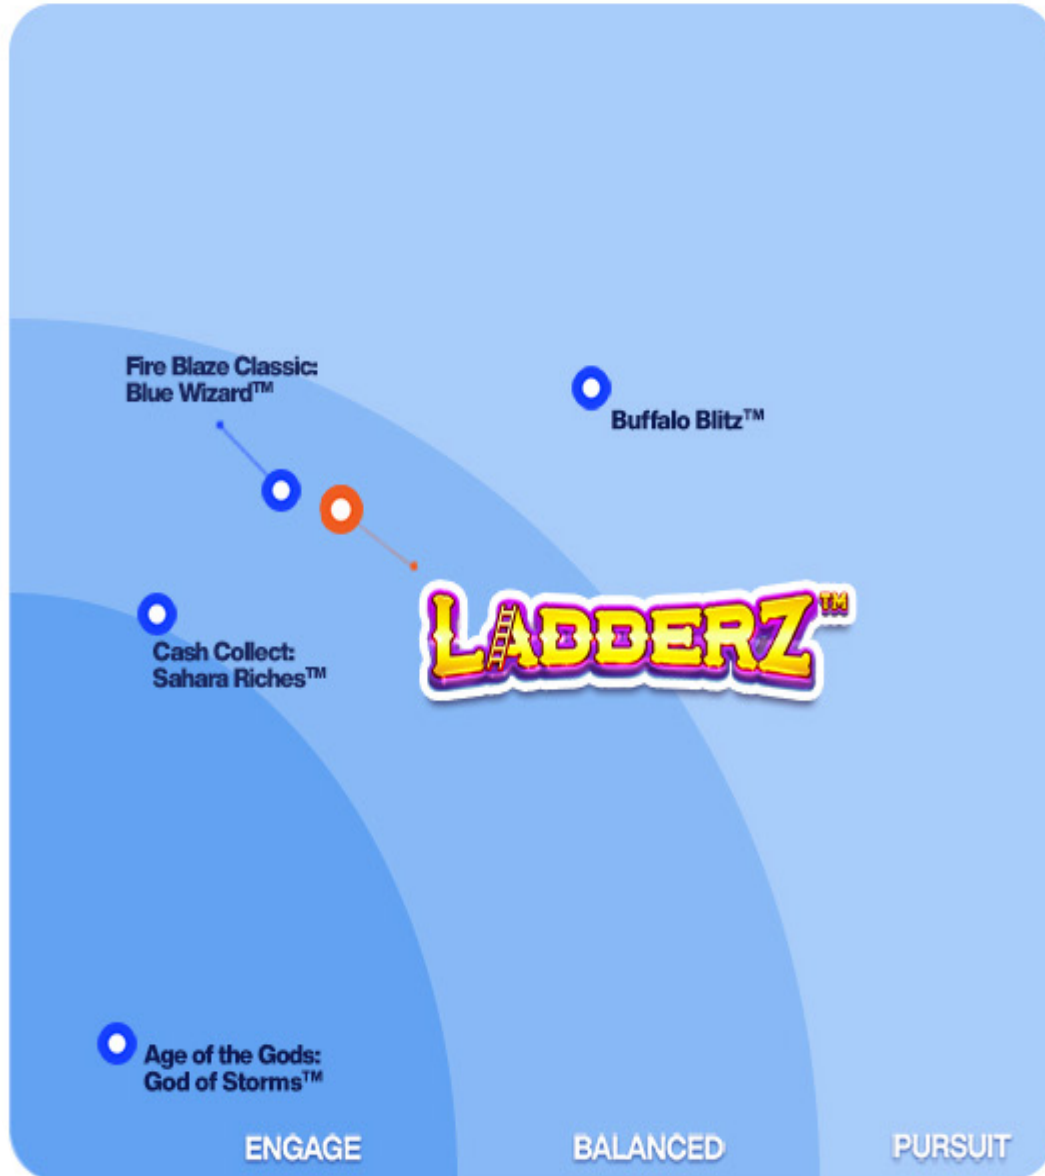 Fire Blaze Classic:
Blue Wizard™
Buffalo Blitz™
LADDERZ™
Cash Collect:
Sahara Riches™
Age of the Gods:
God of Storms™
ENGAGE
BALANCED
PURSUIT